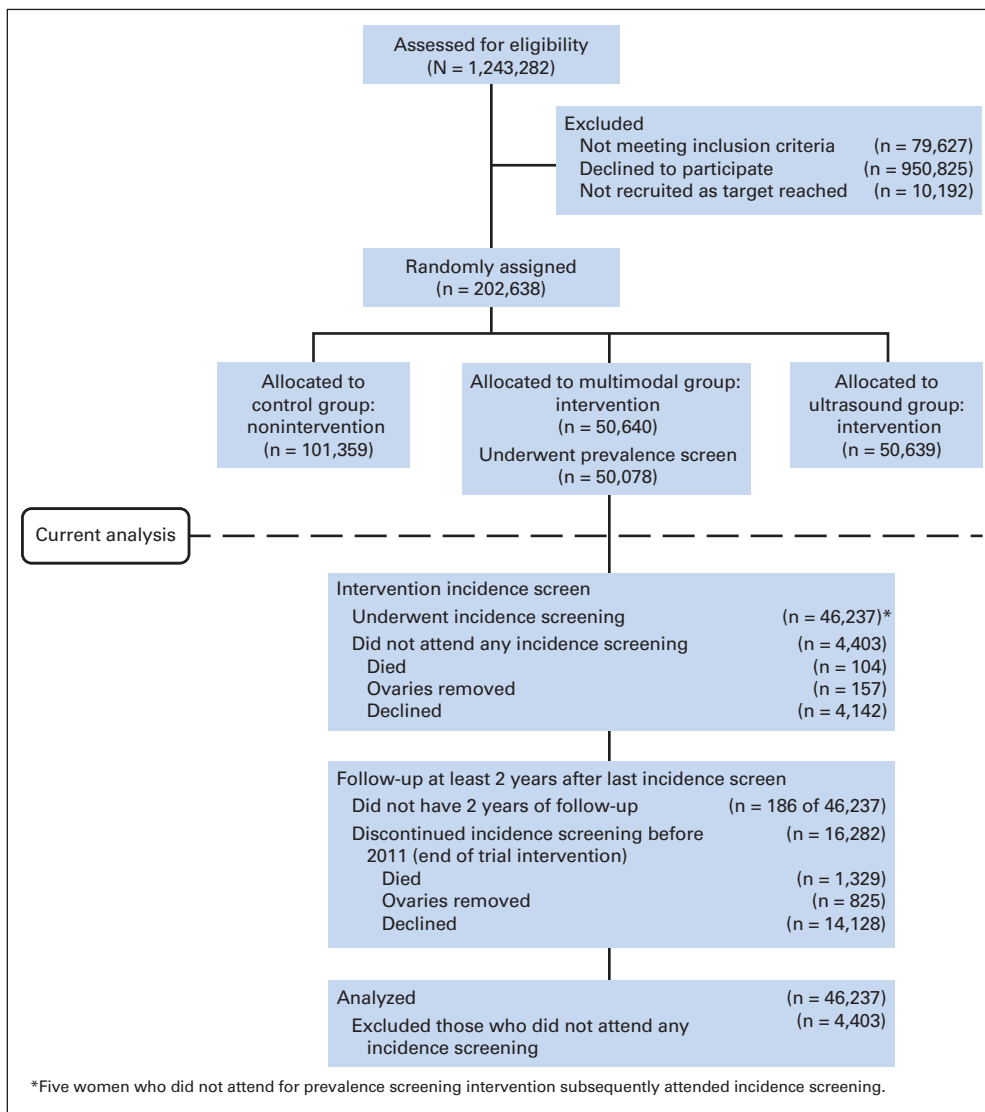 Assessed for eligibility
(N = 1,243,282)
Excluded
Not meeting inclusion criteria (n = 79,627)
Declined to participate (n = 950,825)
Not recruited as target reached (n = 10,192)
Randomly assigned
(n = 202,638)
Allocated to
control group:
nonintervention
(n = 101,359)
Allocated to multimodal group:
intervention
(n = 50,640)
Underwent prevalence screen
(n = 50,078)
Allocated to
ultrasound group:
intervention
(n = 50,639)
Current analysis
Intervention incidence screen
Underwent incidence screening (n = 46,237)*
Did not attend any incidence screening (n = 4,403)
Died (n = 104)
Ovaries removed (n = 157)
Declined (n = 4,142)
Follow-up at least 2 years after last incidence screen
Did not have 2 years of follow-up (n = 186 of 46,237)
Discontinued incidence screening before (n = 16,282)
2011 (end of trial intervention)
Died (n = 1,329)
Ovaries removed (n = 825)
Declined (n = 14,128)
Analyzed (n = 46,237)
Excluded those who did not attend any (n = 4,403)
incidence screening
*Five women who did not attend for prevalence screening intervention subsequently attended incidence screening.